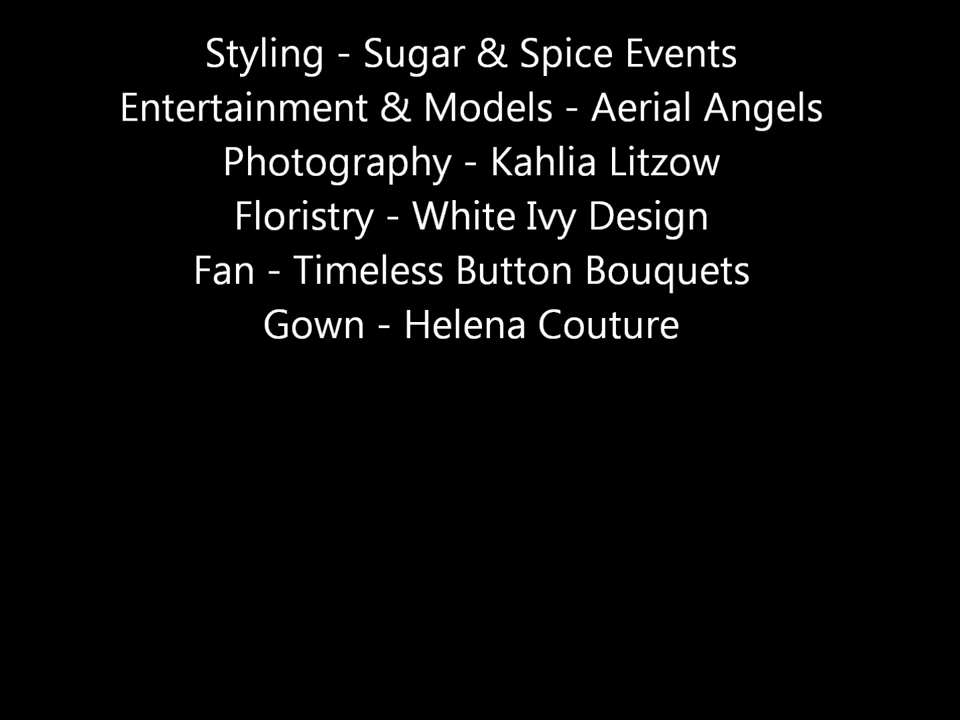 Styling - Sugar & Spice Events
Entertainment & Models - Aerial Angels
Photography - Kahlia Litzow
Floristry - White Ivy Design
Fan - Timeless Button Bouquets
Gown - Helena Couture